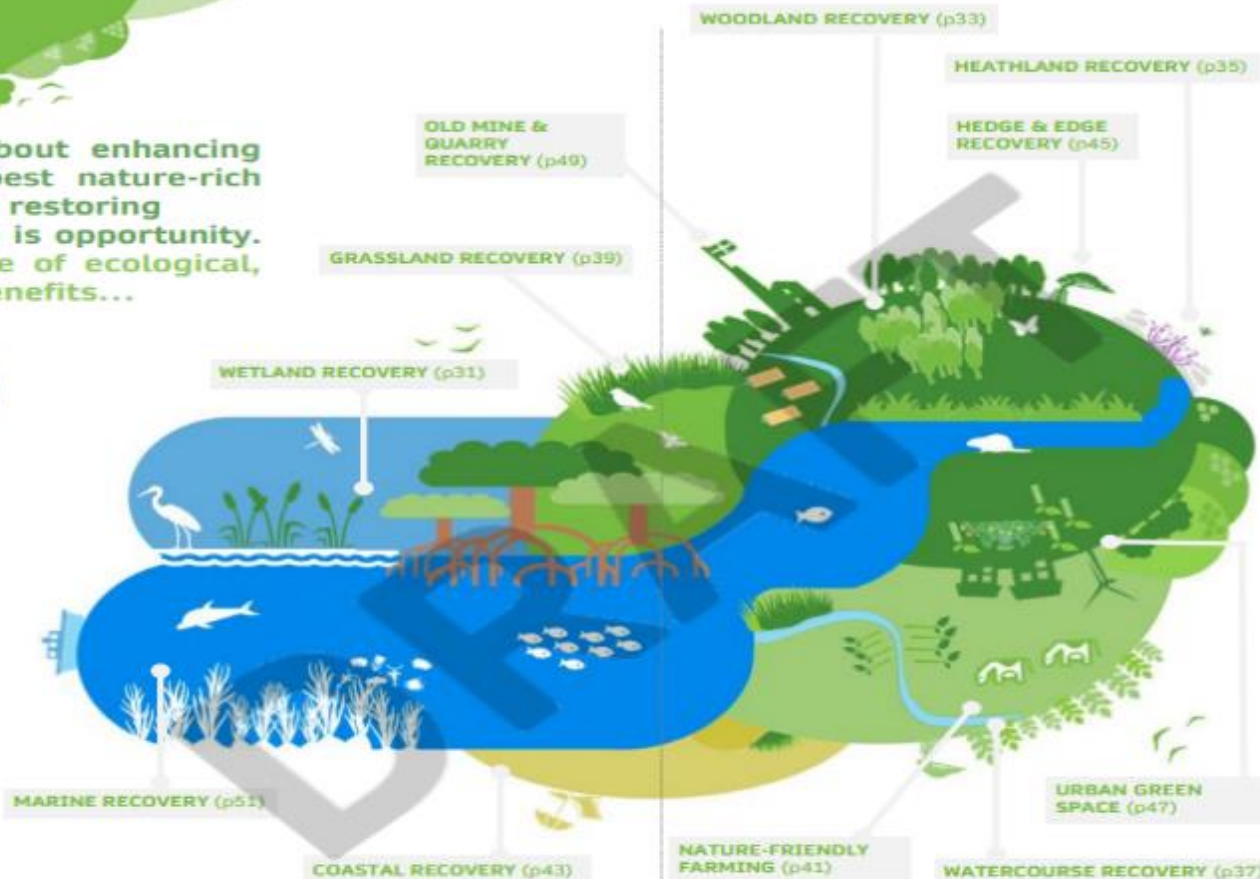 WOODLAND RECOVERY (p33)
HEATHLAND RECOVERY (p35)
OLD MINE &
QUARRY
RECOVERY (p49)
HEDGE & EDGE
RECOVERY (p45)
bout enhancing
best nature-rich
restoring
is opportunity.
e of ecological,
enefits...
GRASSLAND RECOVERY (p39)
WETLAND RECOVERY (p31)
DRAFT
MARINE RECOVERY (p51)
COASTAL RECOVERY (p43)
NATURE-FRIENDLY
FARMING (p41)
URBAN GREEN
SPACE (p47)
WATERCOURSE RECOVERY (p37